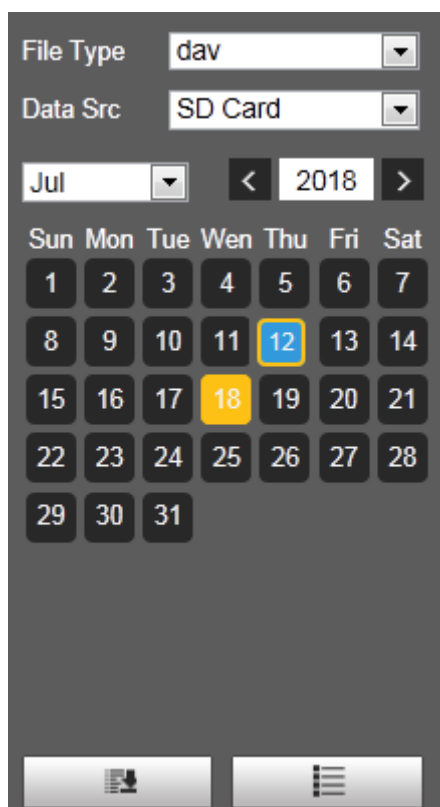 File Type dav
Data Src SD Card
Jul < 2018 >
Sun Mon Tue Wen Thu Fri Sat
1 2 3 4 5 6 7
8 9 10 11 12 13 14
15 16 17 18 19 20 21
22 23 24 25 26 27 28
29 30 31